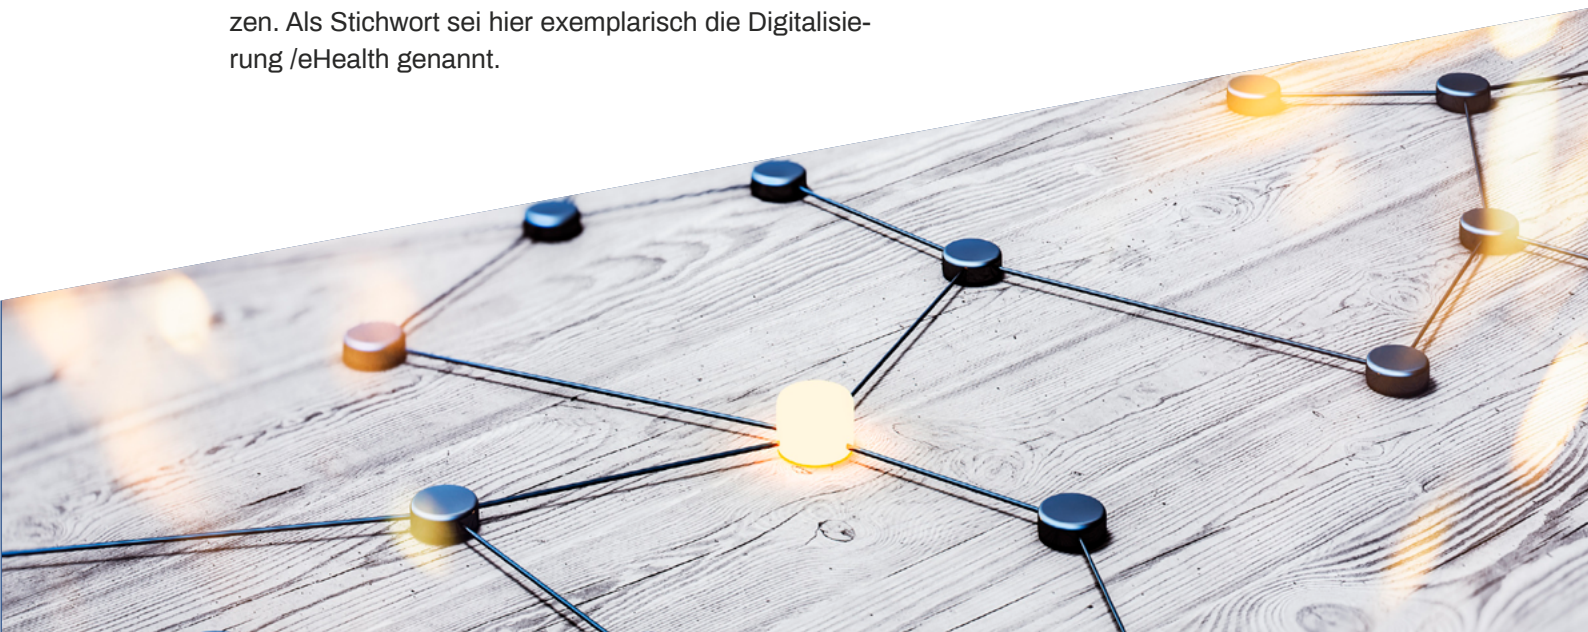 zen. Als Stichwort sei hier exemplarisch die Digitalisie-
rung /eHealth genannt.